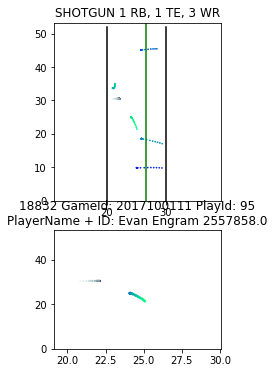 SHOTGUN 1 RB, 1 TE, 3 WR
50
40
30
20
10
0
20 30
18832 GameId: 2017100111 PlayId: 95
PlayerName + ID: Evan Engram 2557858.0
40
20
0
20.0 22.5 25.0 27.5 30.0